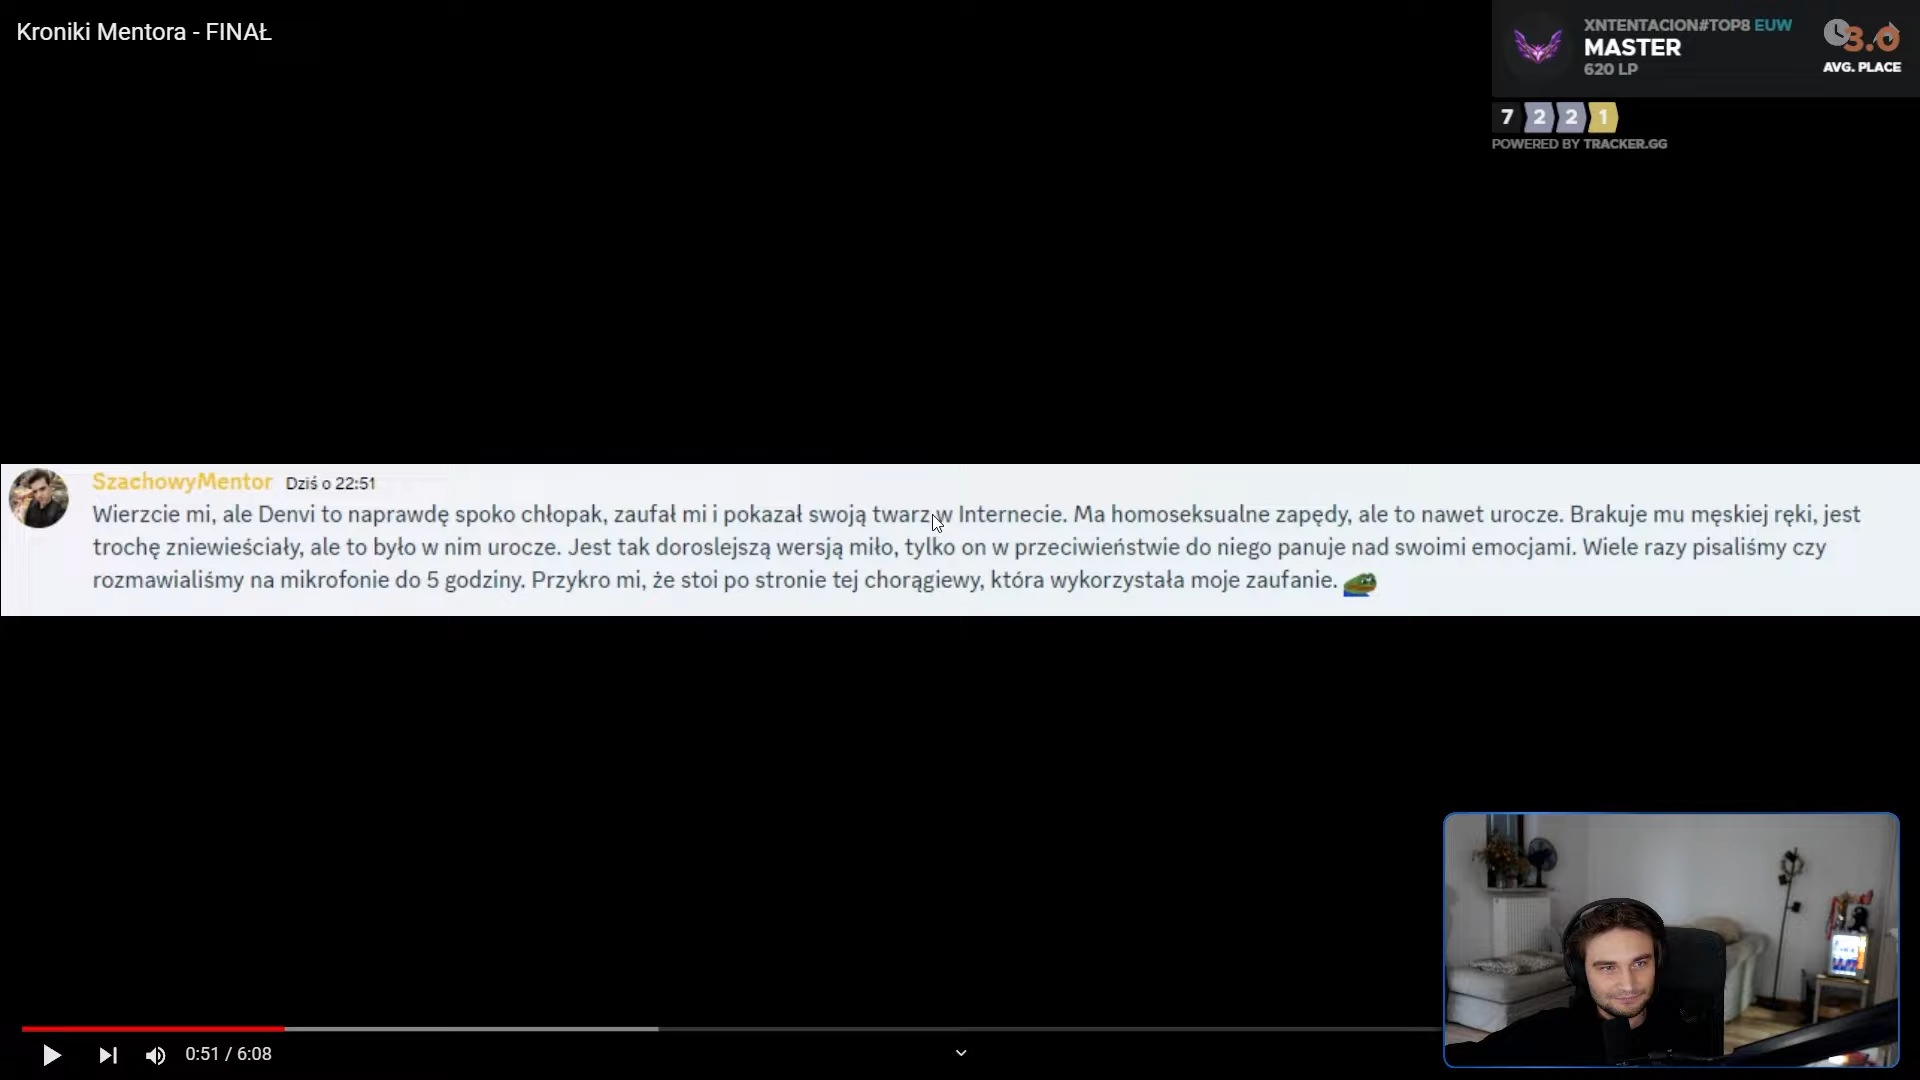 Kroniki Mentora - FINAŁ
XNTENTACION#TOP8 EUW
MASTER
620 LP
3.0
AVG. PLACE
7 2 2 1
POWERED BY TRACKER.GG
SzachowyMentor Dziś o 22:51
Wierzcie mi, ale Denvi to naprawdę spoko chłopak, zaufał mi i pokazał swoją twarz w Internecie. Ma homoseksualne zapędy, ale to nawet urocze. Brakuje mu męskiej ręki, jest
trochę zniewieściały, ale to było w nim urocze. Jest tak doroslejszą wersją miło, tylko on w przeciwieństwie do niego panuje nad swoimi emocjami. Wiele razy pisaliśmy czy
rozmawialiśmy na mikrofonie do 5 godziny. Przykro mi, że stoi po stronie tej chorągiewy, która wykorzystała moje zaufanie.
0:51 / 6:08